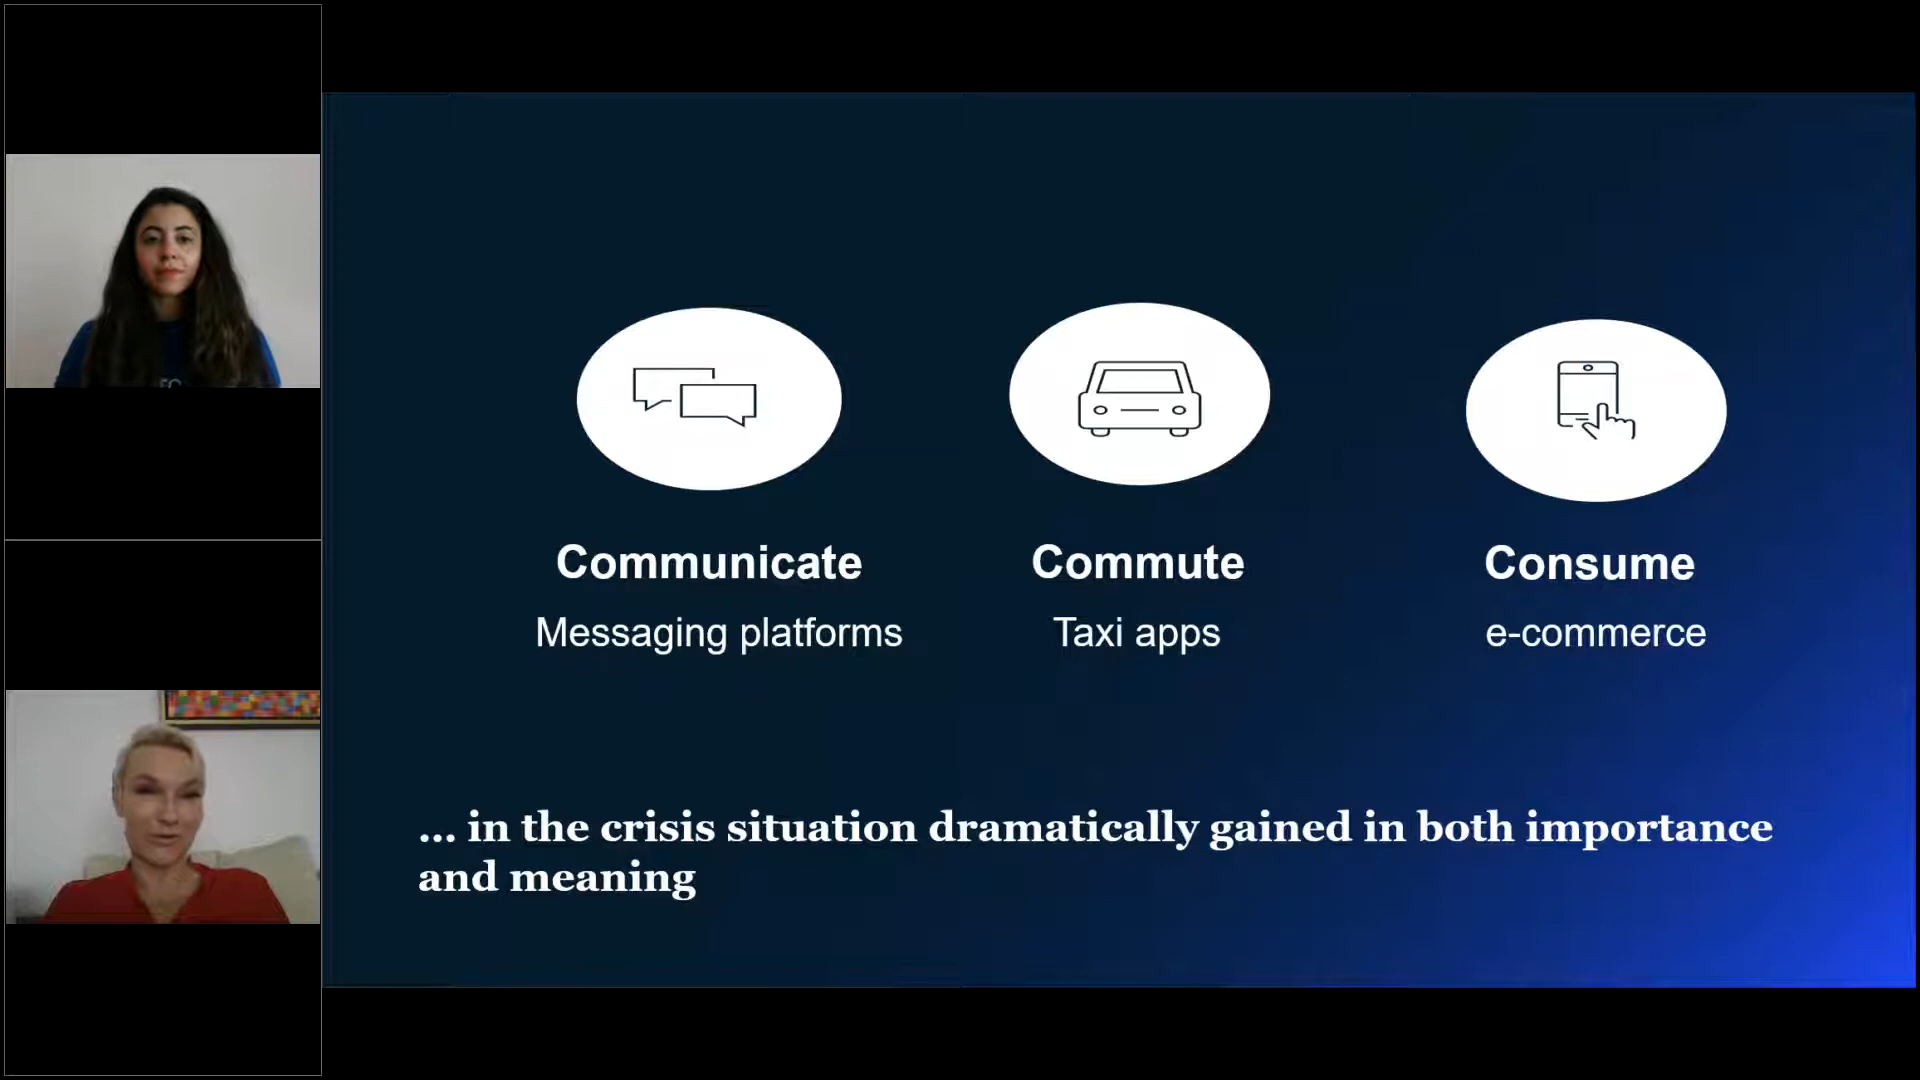 Communicate
Messaging platforms
Commute
Taxi apps
Consume
e-commerce
... in the crisis situation dramatically gained in both importance
and meaning